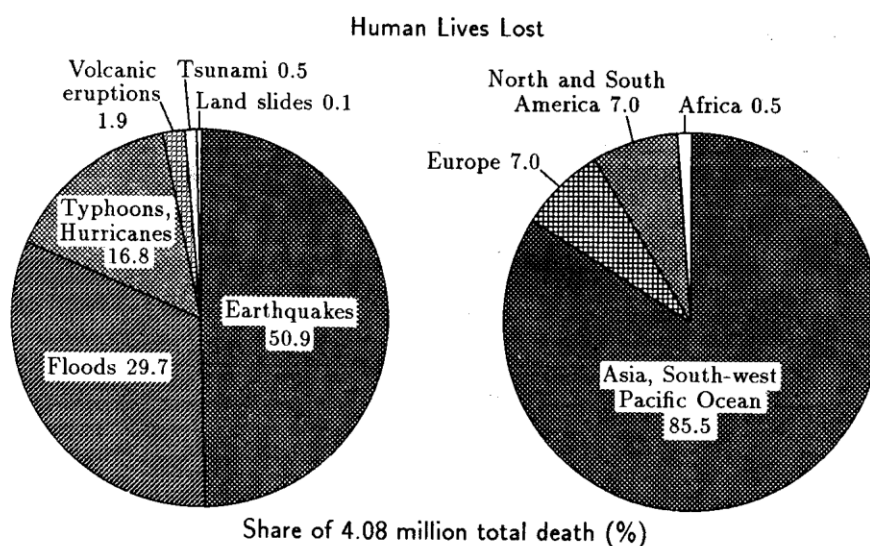 Human Lives Lost
Volcanic
eruptions
1.9
Tsunami 0.5
Land slides 0.1
Typhoons,
Hurricanes
16.8
Earthquakes
50.9
Floods 29.7
North and South
America 7.0
Africa 0.5
Europe 7.0
Asia, South-west
Pacific Ocean
85.5
Share of 4.08 million total death (%)